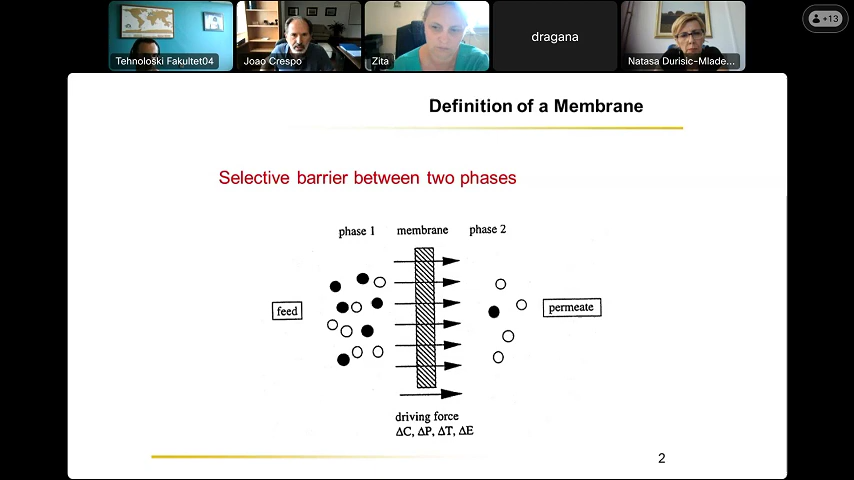 +13
dragana
Tehnološki Fakultet04
Joao Crespo
Zita
Natasa Durisic-Mlade...
Definition of a Membrane
Selective barrier between two phases
phase 1 membrane phase 2
feed
permeate
driving force
ΔC, ΔP, ΔT, ΔE
2